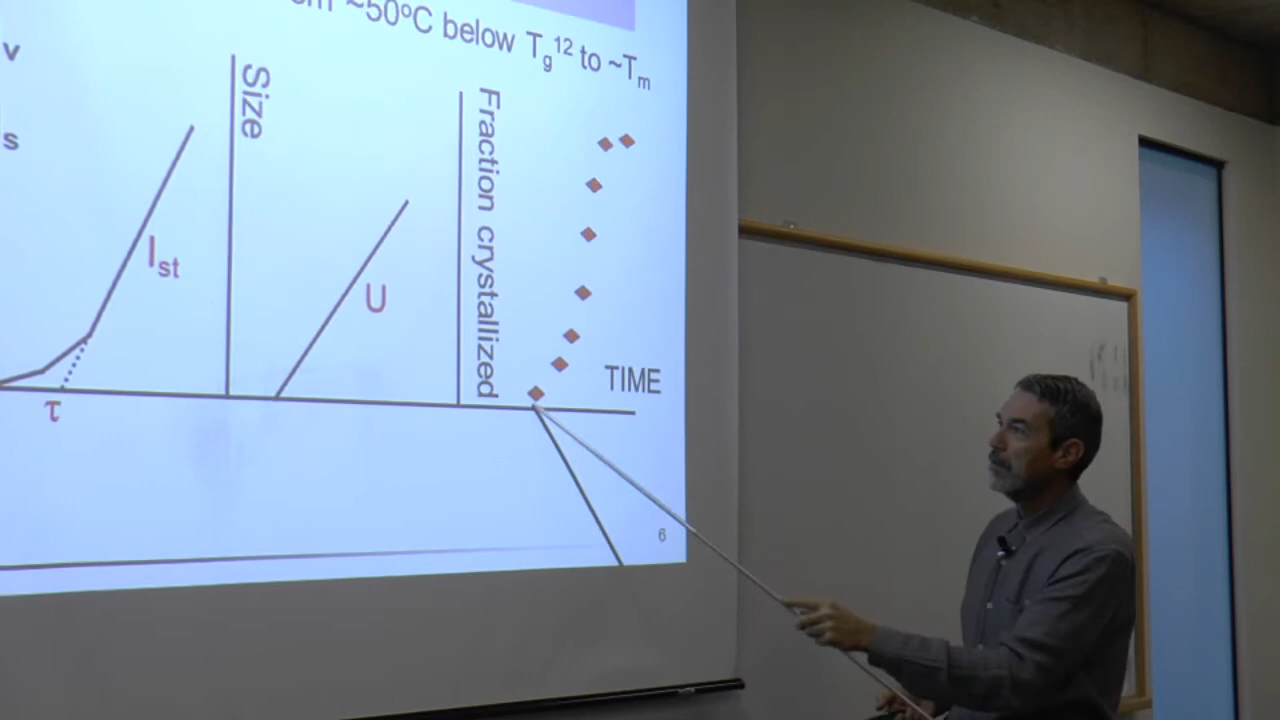 ~50°C below Tg¹² to ~Tm
v
s
Size
Fraction crystallized
Ist
U
TIME
τ
6